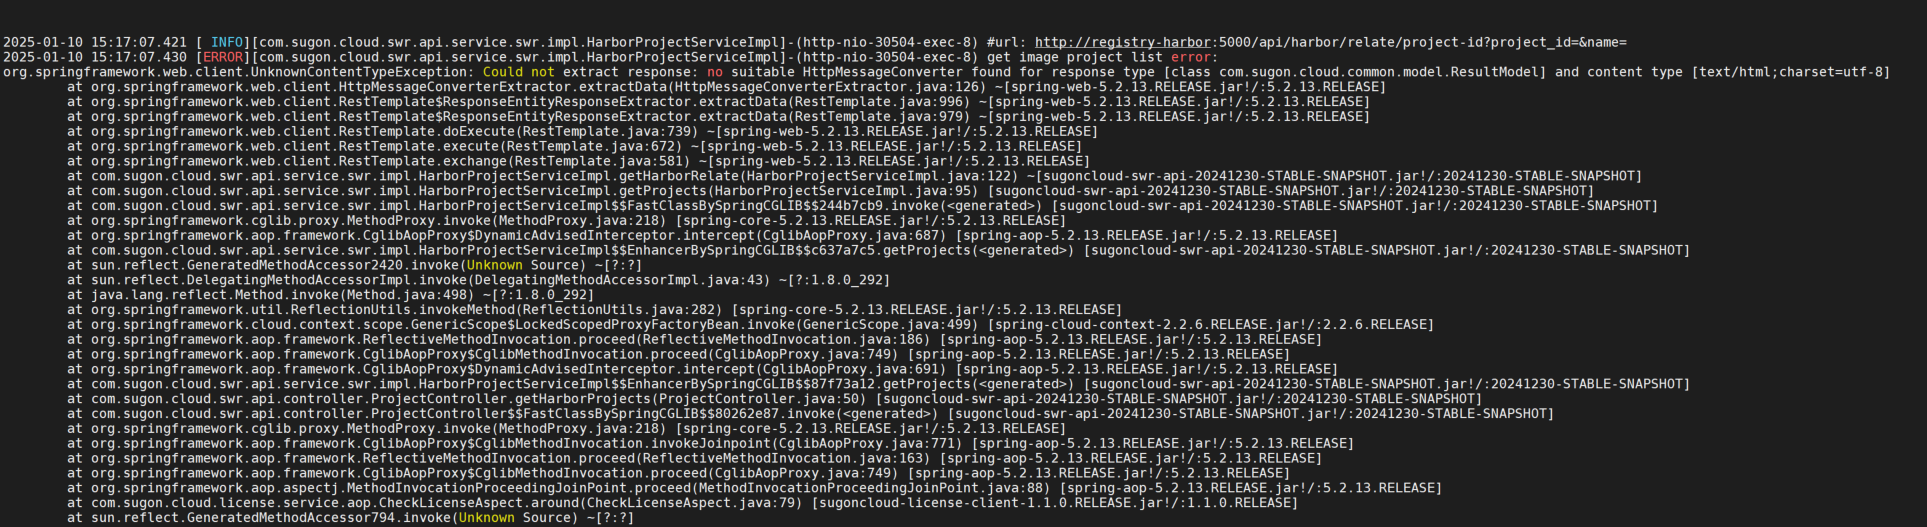 2025-01-10 15:17:07.421 [ INFO][com.sugon.cloud.swr.api.service.swr.impl.HarborProjectServiceImpl]-(http-nio-30504-exec-8) #url: http://registry-harbor:5000/api/harbor/relate/project-id?project_id=&name=
2025-01-10 15:17:07.430 [ERROR][com.sugon.cloud.swr.api.service.swr.impl.HarborProjectServiceImpl]-(http-nio-30504-exec-8) get image project list error:
org.springframework.web.client.UnknownContentTypeException: Could not extract response: no suitable HttpMessageConverter found for response type [class com.sugon.cloud.common.model.ResultModel] and content type [text/html;charset=utf-8]
        at org.springframework.web.client.HttpMessageConverterExtractor.extractData(HttpMessageConverterExtractor.java:126) ~[spring-web-5.2.13.RELEASE.jar!/:5.2.13.RELEASE]
        at org.springframework.web.client.RestTemplate$ResponseEntityResponseExtractor.extractData(RestTemplate.java:996) ~[spring-web-5.2.13.RELEASE.jar!/:5.2.13.RELEASE]
        at org.springframework.web.client.RestTemplate$ResponseEntityResponseExtractor.extractData(RestTemplate.java:979) ~[spring-web-5.2.13.RELEASE.jar!/:5.2.13.RELEASE]
        at org.springframework.web.client.RestTemplate.doExecute(RestTemplate.java:739) ~[spring-web-5.2.13.RELEASE.jar!/:5.2.13.RELEASE]
        at org.springframework.web.client.RestTemplate.execute(RestTemplate.java:672) ~[spring-web-5.2.13.RELEASE.jar!/:5.2.13.RELEASE]
        at org.springframework.web.client.RestTemplate.exchange(RestTemplate.java:581) ~[spring-web-5.2.13.RELEASE.jar!/:5.2.13.RELEASE]
        at com.sugon.cloud.swr.api.service.swr.impl.HarborProjectServiceImpl.getHarborRelate(HarborProjectServiceImpl.java:122) ~[sugoncloud-swr-api-20241230-STABLE-SNAPSHOT.jar!/:20241230-STABLE-SNAPSHOT]
        at com.sugon.cloud.swr.api.service.swr.impl.HarborProjectServiceImpl.getProjects(HarborProjectServiceImpl.java:95) [sugoncloud-swr-api-20241230-STABLE-SNAPSHOT.jar!/:20241230-STABLE-SNAPSHOT]
        at com.sugon.cloud.swr.api.service.swr.impl.HarborProjectServiceImpl$$FastClassBySpringCGLIB$$244b7cb9.invoke(<generated>) [sugoncloud-swr-api-20241230-STABLE-SNAPSHOT.jar!/:20241230-STABLE-SNAPSHOT]
        at org.springframework.cglib.proxy.MethodProxy.invoke(MethodProxy.java:218) [spring-core-5.2.13.RELEASE.jar!/:5.2.13.RELEASE]
        at org.springframework.aop.framework.CglibAopProxy$DynamicAdvisedInterceptor.intercept(CglibAopProxy.java:687) [spring-aop-5.2.13.RELEASE.jar!/:5.2.13.RELEASE]
        at com.sugon.cloud.swr.api.service.swr.impl.HarborProjectServiceImpl$$EnhancerBySpringCGLIB$$c637a7c5.getProjects(<generated>) [sugoncloud-swr-api-20241230-STABLE-SNAPSHOT.jar!/:20241230-STABLE-SNAPSHOT]
        at sun.reflect.GeneratedMethodAccessor2420.invoke(Unknown Source) ~[?:?]
        at sun.reflect.DelegatingMethodAccessorImpl.invoke(DelegatingMethodAccessorImpl.java:43) ~[?:1.8.0_292]
        at java.lang.reflect.Method.invoke(Method.java:498) ~[?:1.8.0_292]
        at org.springframework.util.ReflectionUtils.invokeMethod(ReflectionUtils.java:282) [spring-core-5.2.13.RELEASE.jar!/:5.2.13.RELEASE]
        at org.springframework.cloud.context.scope.GenericScope$LockedScopedProxyFactoryBean.invoke(GenericScope.java:499) [spring-cloud-context-2.2.6.RELEASE.jar!/:2.2.6.RELEASE]
        at org.springframework.aop.framework.ReflectiveMethodInvocation.proceed(ReflectiveMethodInvocation.java:186) [spring-aop-5.2.13.RELEASE.jar!/:5.2.13.RELEASE]
        at org.springframework.aop.framework.CglibAopProxy$CglibMethodInvocation.proceed(CglibAopProxy.java:749) [spring-aop-5.2.13.RELEASE.jar!/:5.2.13.RELEASE]
        at org.springframework.aop.framework.CglibAopProxy$DynamicAdvisedInterceptor.intercept(CglibAopProxy.java:691) [spring-aop-5.2.13.RELEASE.jar!/:5.2.13.RELEASE]
        at com.sugon.cloud.swr.api.service.swr.impl.HarborProjectServiceImpl$$EnhancerBySpringCGLIB$$87f73a12.getProjects(<generated>) [sugoncloud-swr-api-20241230-STABLE-SNAPSHOT.jar!/:20241230-STABLE-SNAPSHOT]
        at com.sugon.cloud.swr.api.controller.ProjectController.getHarborProjects(ProjectController.java:50) [sugoncloud-swr-api-20241230-STABLE-SNAPSHOT.jar!/:20241230-STABLE-SNAPSHOT]
        at com.sugon.cloud.swr.api.controller.ProjectController$$FastClassBySpringCGLIB$$80262e87.invoke(<generated>) [sugoncloud-swr-api-20241230-STABLE-SNAPSHOT.jar!/:20241230-STABLE-SNAPSHOT]
        at org.springframework.cglib.proxy.MethodProxy.invoke(MethodProxy.java:218) [spring-core-5.2.13.RELEASE.jar!/:5.2.13.RELEASE]
        at org.springframework.aop.framework.CglibAopProxy$CglibMethodInvocation.invokeJoinpoint(CglibAopProxy.java:771) [spring-aop-5.2.13.RELEASE.jar!/:5.2.13.RELEASE]
        at org.springframework.aop.framework.ReflectiveMethodInvocation.proceed(ReflectiveMethodInvocation.java:163) [spring-aop-5.2.13.RELEASE.jar!/:5.2.13.RELEASE]
        at org.springframework.aop.framework.CglibAopProxy$CglibMethodInvocation.proceed(CglibAopProxy.java:749) [spring-aop-5.2.13.RELEASE.jar!/:5.2.13.RELEASE]
        at org.springframework.aop.aspectj.MethodInvocationProceedingJoinPoint.proceed(MethodInvocationProceedingJoinPoint.java:88) [spring-aop-5.2.13.RELEASE.jar!/:5.2.13.RELEASE]
        at com.sugon.cloud.license.service.aop.CheckLicenseAspect.around(CheckLicenseAspect.java:79) [sugoncloud-license-client-1.1.0.RELEASE.jar!/:1.1.0.RELEASE]
        at sun.reflect.GeneratedMethodAccessor794.invoke(Unknown Source) ~[?:?]